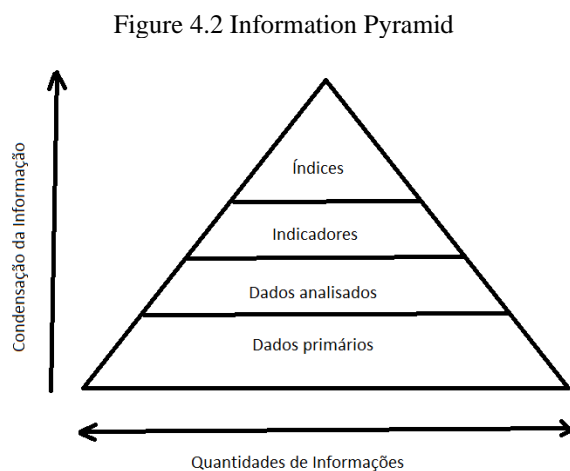 Figure 4.2 Information Pyramid
Condensação da Informação
Índices
Indicadores
Dados analisados
Dados primários
Quantidades de Informações